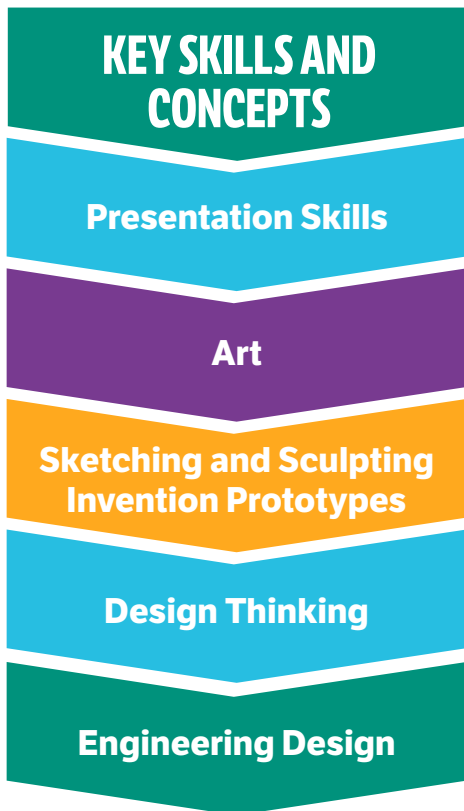 KEY SKILLS AND
CONCEPTS
Presentation Skills
Art
Sketching and Sculpting
Invention Prototypes
Design Thinking
Engineering Design